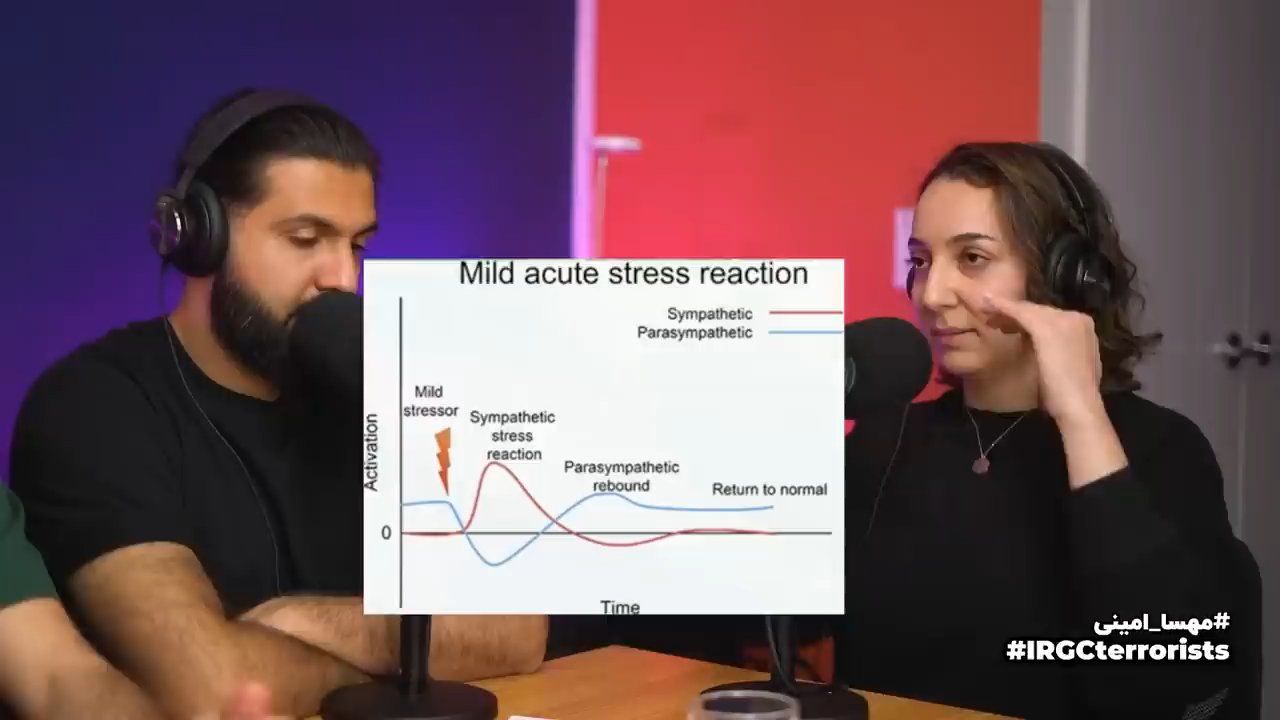 Mild acute stress reaction
Sympathetic
Parasympathetic
Mild
stressor
Sympathetic
stress
reaction
Parasympathetic
rebound
Return to normal
Activation
0
Time
#مهسا_امینی
#IRGCterrorists